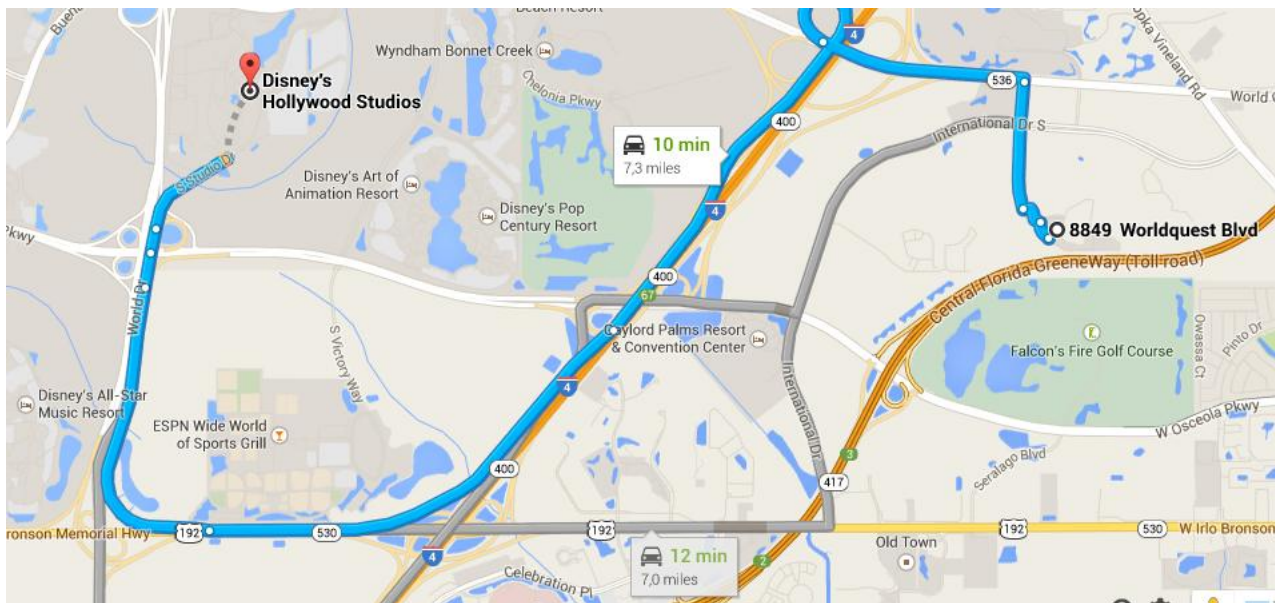 Buena
Beach Resort
Wyndham Bonnet Creek
4
opka Vineland Rd
Disney's
Hollywood Studios
Chelonia Pkwy
536
World C
400
International Dr S
10 min
7,3 miles
S Studio Dr
Disney's Art of
Animation Resort
4
Disney's Pop
Century Resort
8849 Worldquest Blvd
Pkwy
400
Central Florida GreeneWay (Toll road)
67
World Dr
S Victory Way
Gaylord Palms Resort
& Convention Center
Owassa Ct
Pinto Dr
Falcon's Fire Golf Course
4
Disney's All-Star
Music Resort
International Dr
ESPN Wide World
of Sports Grill
W Osceola Pkwy
3
Seralago Blvd
400
417
ronson Memorial Hwy
192
530
192
192
530
W Irlo Bronson
4
12 min
7,0 miles
Old Town
2
Celebration Pl